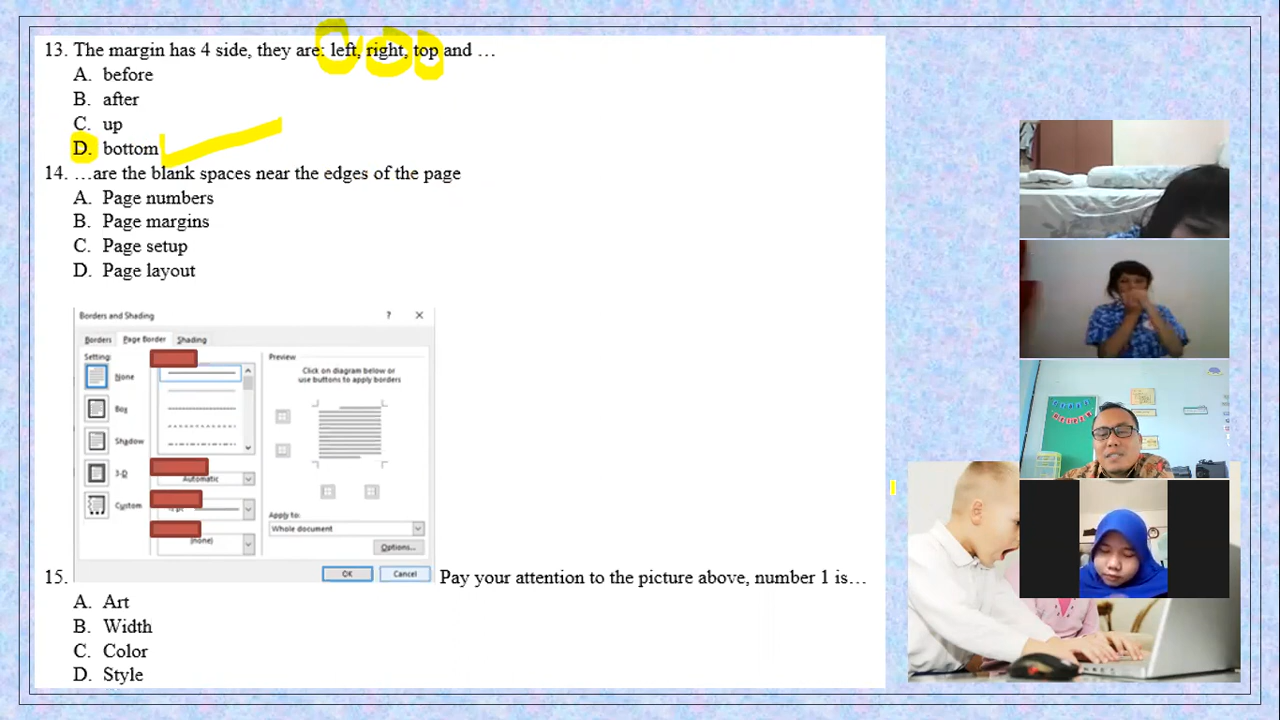 13. The margin has 4 side, they are: left, right, top and …
A. before
B. after
C. up
D. bottom
14. …are the blank spaces near the edges of the page
A. Page numbers
B. Page margins
C. Page setup
D. Page layout
Borders and Shading ? ×
Borders Page Border Shading
Setting:
None
Box
Shadow
3-D
Custom
Automatic
(none)
Preview
Click on diagram below or
use buttons to apply borders
Apply to:
Whole document
Options...
OK Cancel
15. Pay your attention to the picture above, number 1 is…
A. Art
B. Width
C. Color
D. Style